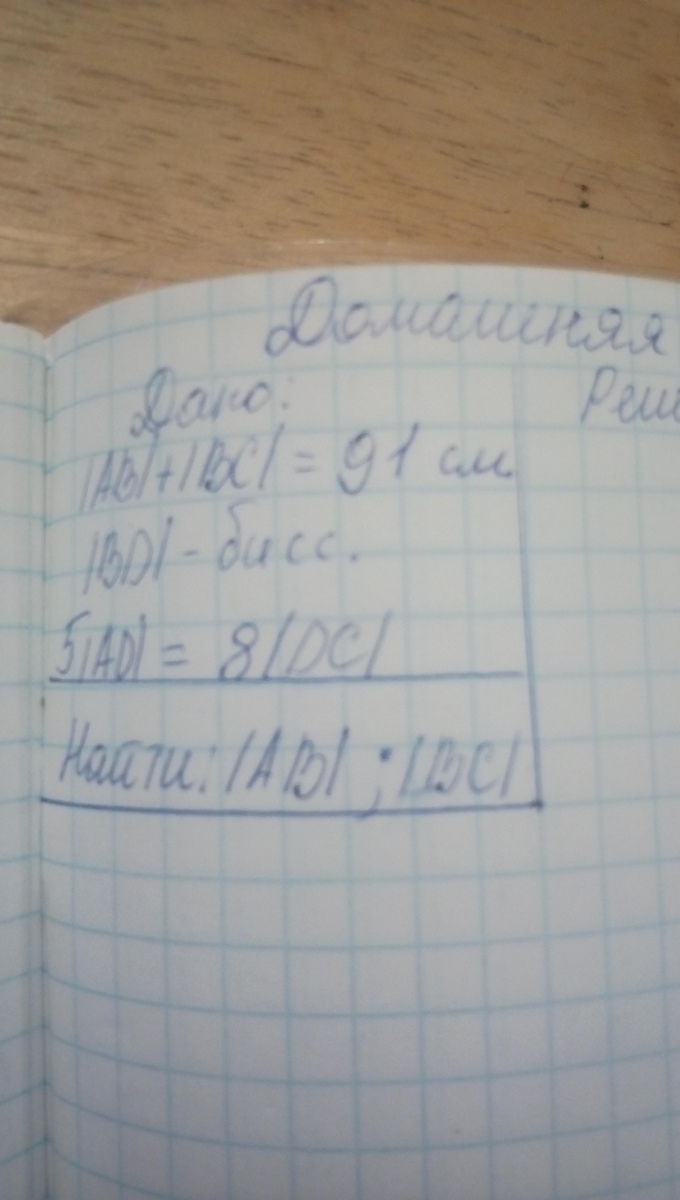 Домашняя
Дано:
Реш
|AB|+|BC| = 91 см
|BD| - бисс.
5|AD| = 8|DC|
Найти: |AB| ; |BC|